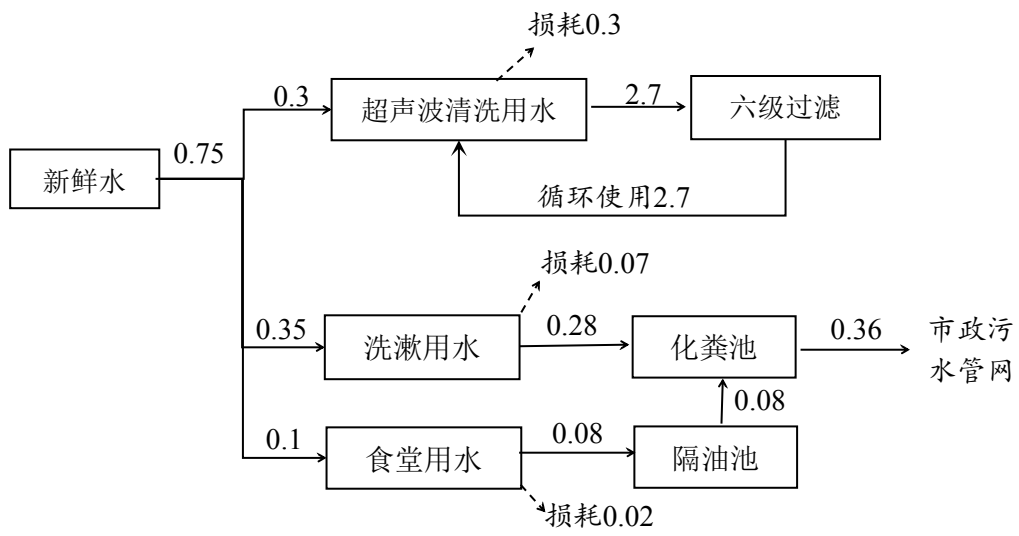 损耗0.3
0.3
超声波清洗用水
2.7
六级过滤
0.75
新鲜水
循环使用2.7
损耗0.07
0.35
洗漱用水
0.28
化粪池
0.36
市政污
水管网
0.08
0.1
食堂用水
0.08
隔油池
损耗0.02